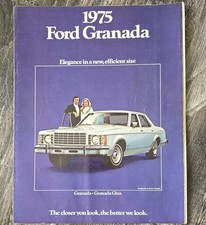 1975
Ford Granada
Elegance in a new, efficient size
Granada · Granada Ghia
The closer you look, the better we look.